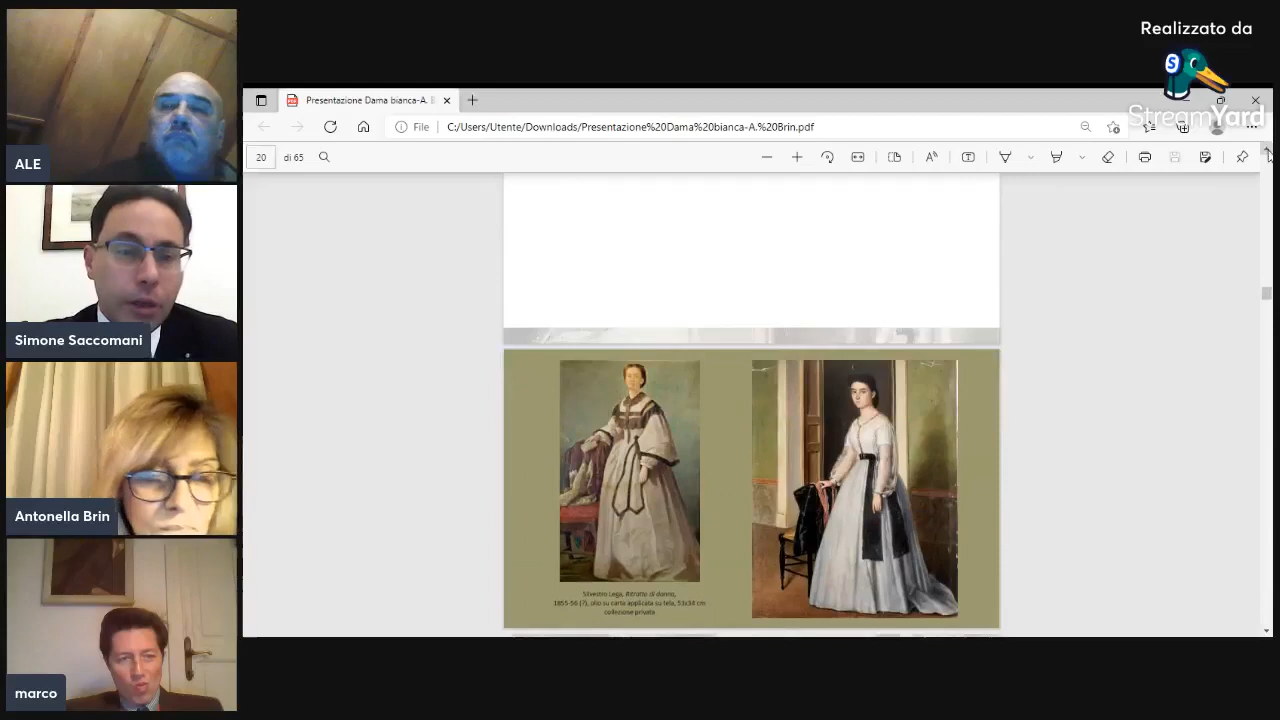 Realizzato da
StreamYard
Presentazione Dama bianca-A.
File
C:/Users/Utente/Downloads/Presentazione%20Dama%20bianca-A.%20Brin.pdf
20
di 65
ALE
Simone Saccomani
Antonella Brin
marco
Silvestro Lega, Ritratto di donna,
1855-56 (?), olio su carta applicata su tela, 51x34 cm
collezione privata